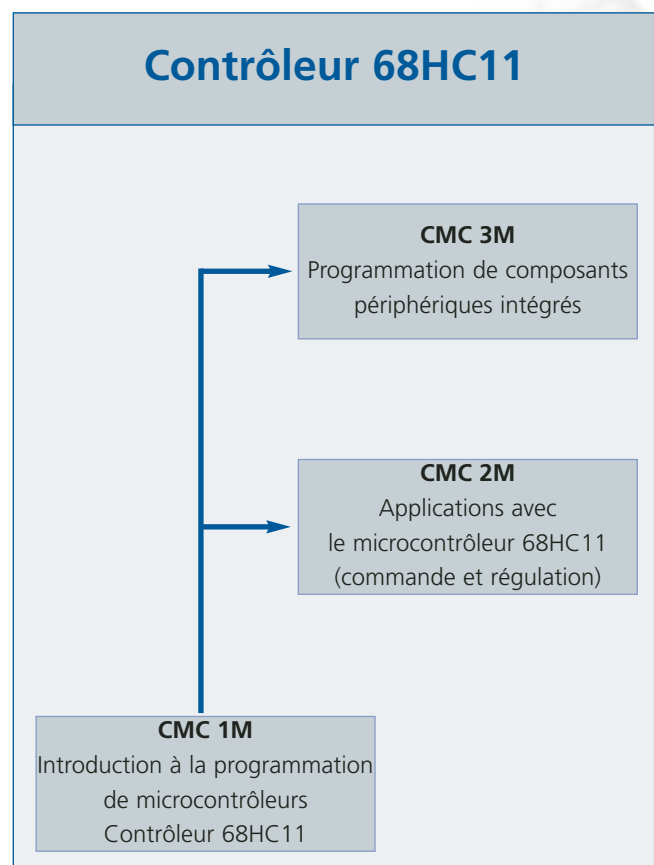 Contrôleur 68HC11
CMC 3M
Programmation de composants
périphériques intégrés
CMC 2M
Applications avec
le microcontrôleur 68HC11
(commande et régulation)
CMC 1M
Introduction à la programmation
de microcontrôleurs
Contrôleur 68HC11